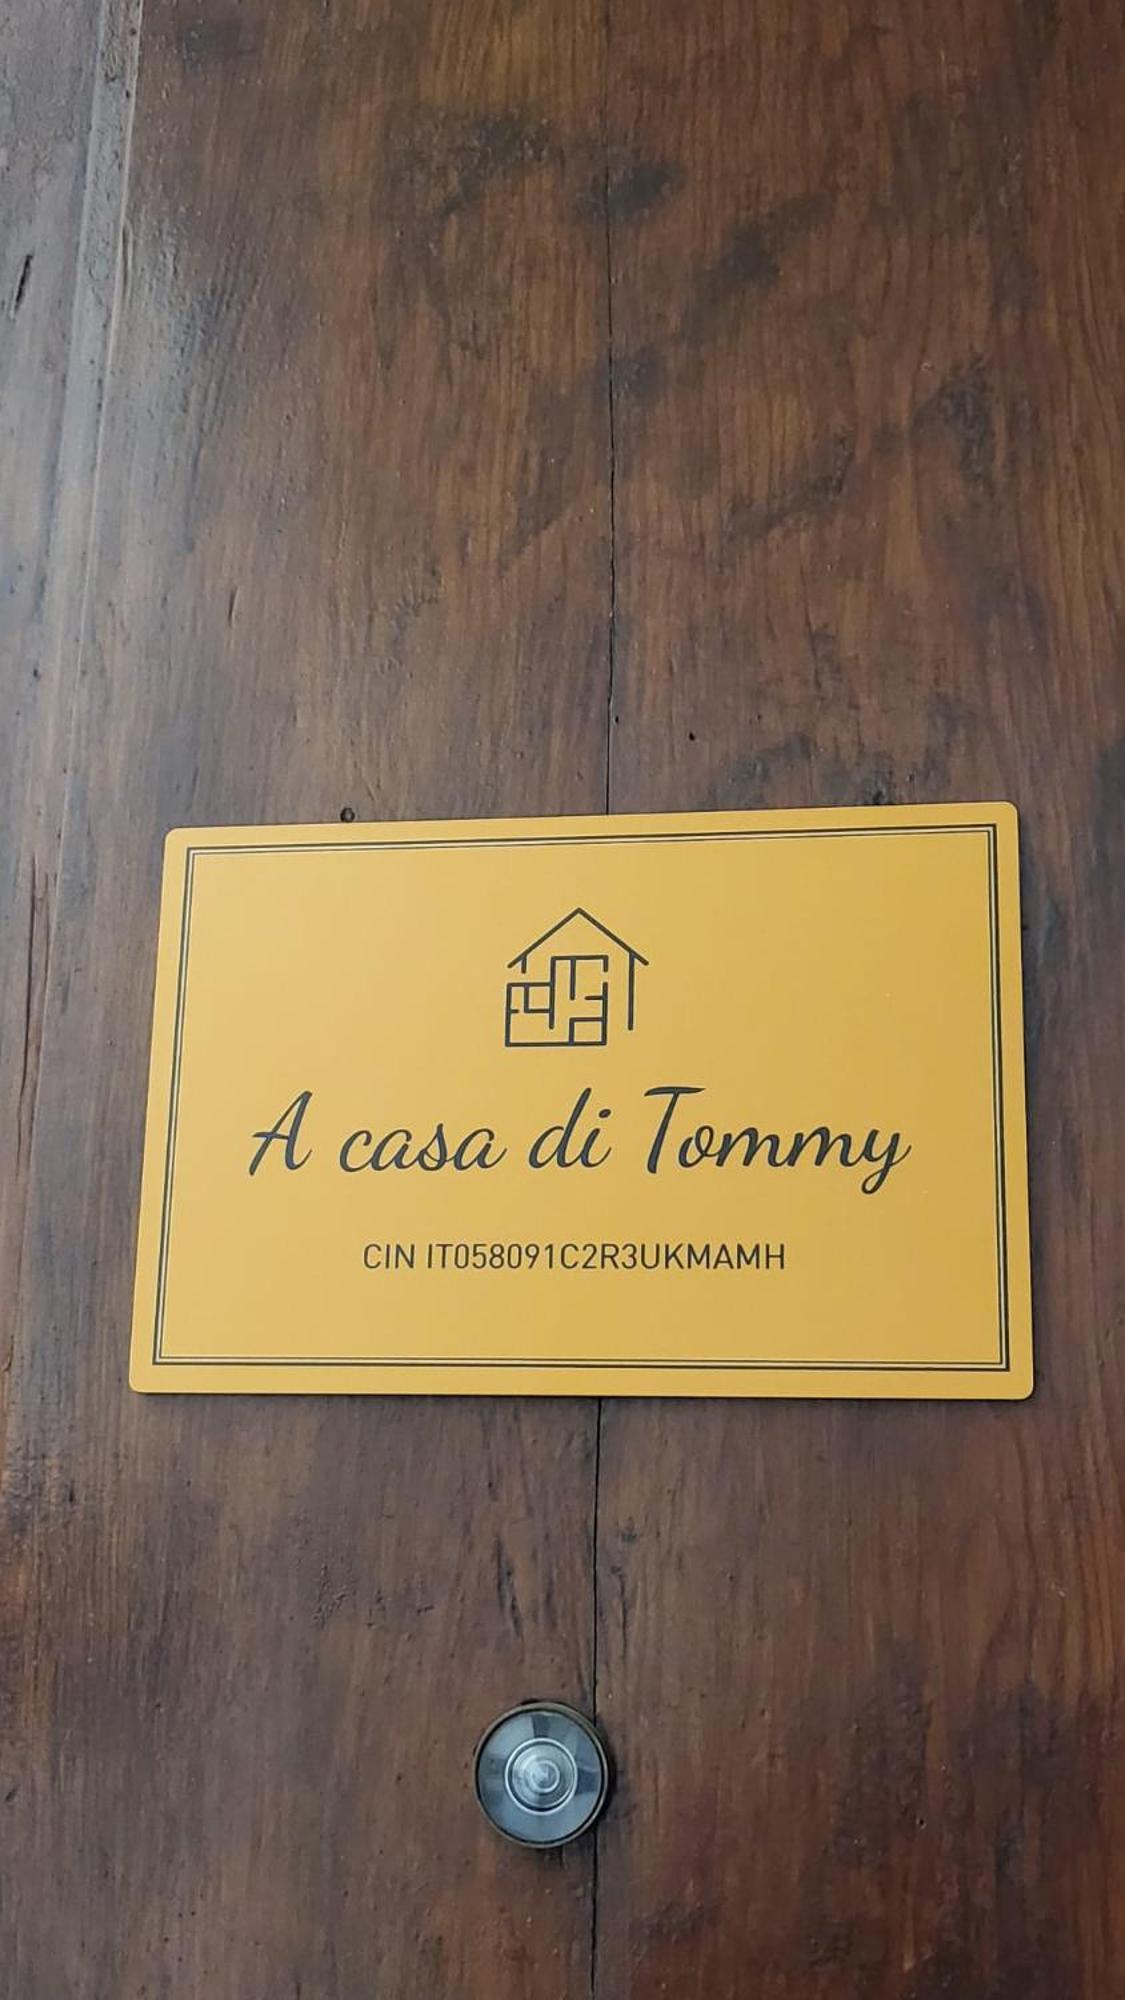 A casa di Tommy
CIN IT058091C2R3UKMAMH